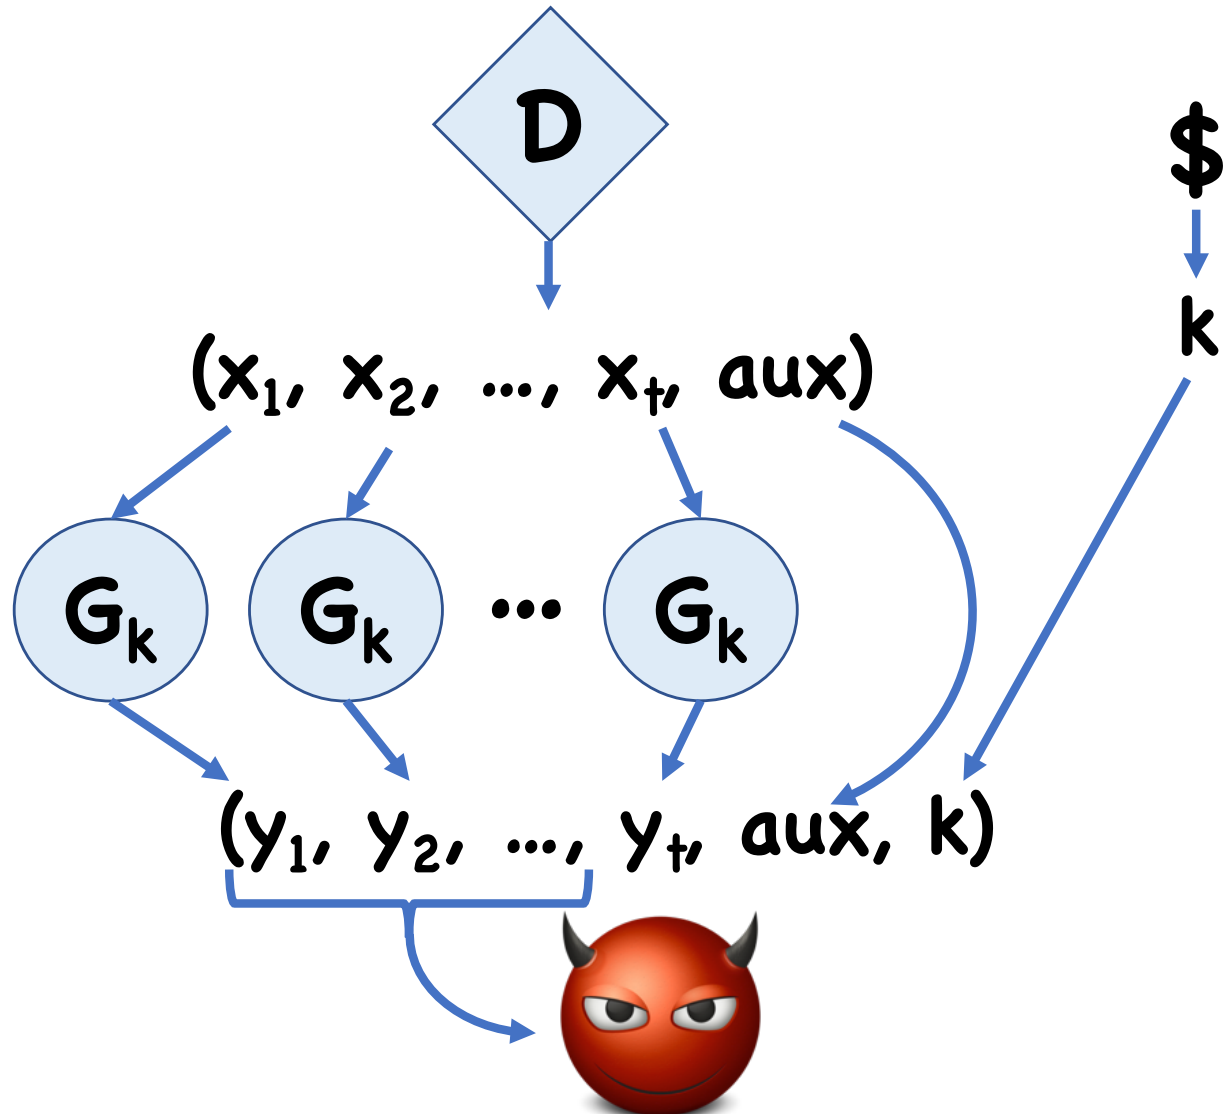 D
$
k
(x₁, x₂, ..., xₜ, aux)
Gₖ Gₖ ... Gₖ
(y₁, y₂, ..., yₜ, aux, k)